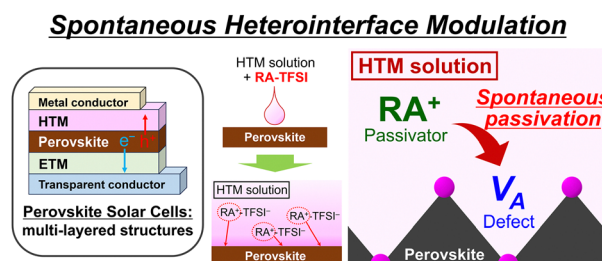 Spontaneous Heterointerface Modulation
Metal conductor
HTM
Perovskite
e⁻
h⁺
ETM
Transparent conductor
Perovskite Solar Cells:
multi-layered structures
HTM solution
+ RA-TFSI
Perovskite
HTM solution
RA⁺-TFSI⁻
RA⁺-TFSI⁻
RA⁺-TFSI⁻
Perovskite
HTM solution
RA⁺
Passivator
Spontaneous
passivation
V_A
Defect
Perovskite